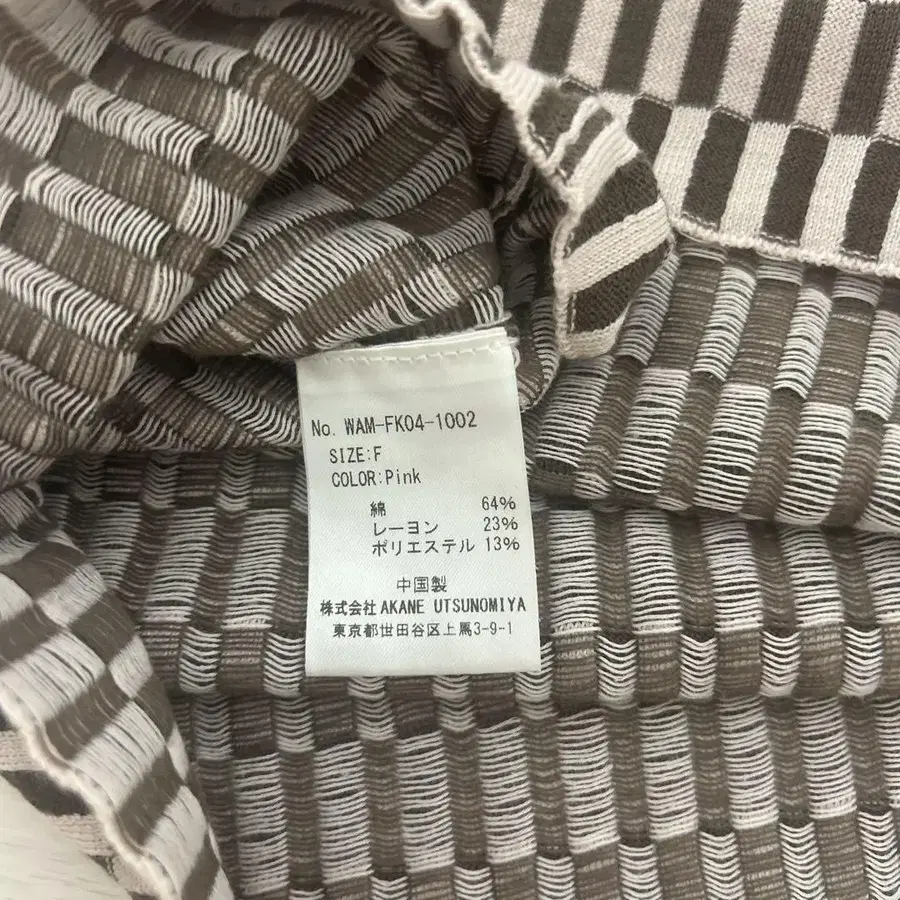 No. WAM-FK04-1002
SIZE:F
COLOR:Pink
綿 64%
レーヨン 23%
ポリエステル 13%
中国製
株式会社 AKANE UTSUNOMIYA
東京都世田谷区上馬3-9-1